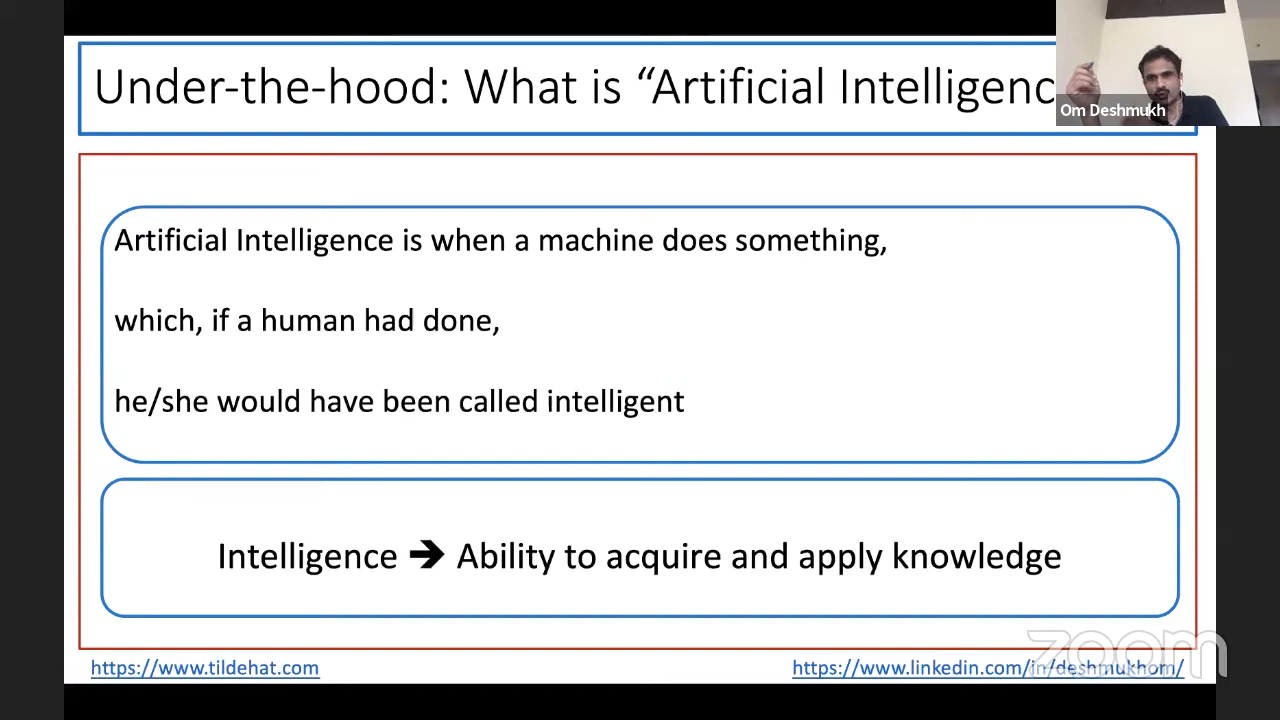 Under-the-hood: What is “Artificial Intelligenc
Om Deshmukh
Artificial Intelligence is when a machine does something,
which, if a human had done,
he/she would have been called intelligent
Intelligence ➔ Ability to acquire and apply knowledge
https://www.tildehat.com
https://www.linkedin.com/in/deshmukhom/
zoom